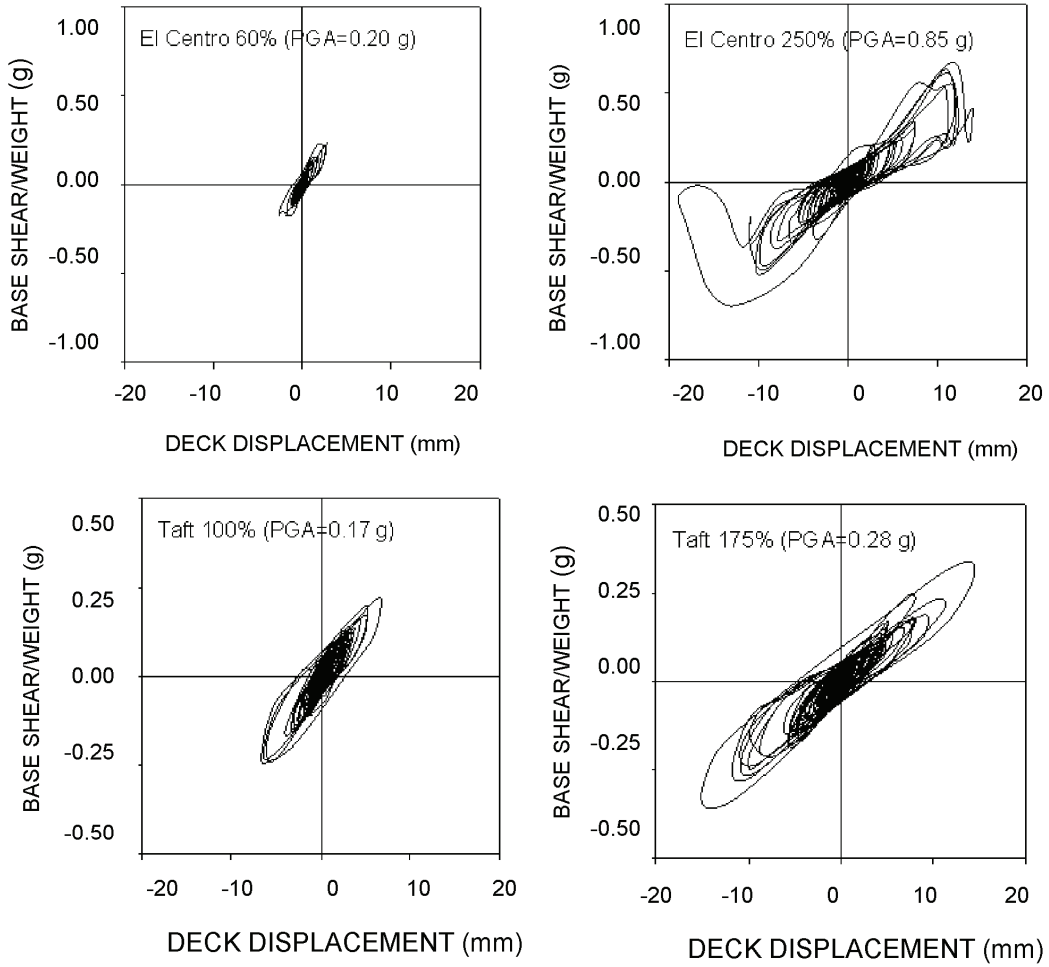 El Centro 60% (PGA=0.20 g)
BASE SHEAR/WEIGHT (g)
1.00
0.50
0.00
-0.50
-1.00
-20 -10 0 10 20
DECK DISPLACEMENT (mm)
El Centro 250% (PGA=0.85 g)
BASE SHEAR/WEIGHT (g)
1.00
0.50
0.00
-0.50
-1.00
-20 -10 0 10 20
DECK DISPLACEMENT (mm)
Taft 100% (PGA=0.17 g)
BASE SHEAR/WEIGHT (g)
0.50
0.25
0.00
-0.25
-0.50
-20 -10 0 10 20
DECK DISPLACEMENT (mm)
Taft 175% (PGA=0.28 g)
BASE SHEAR/WEIGHT (g)
0.50
0.25
0.00
-0.25
-0.50
-20 -10 0 10 20
DECK DISPLACEMENT (mm)